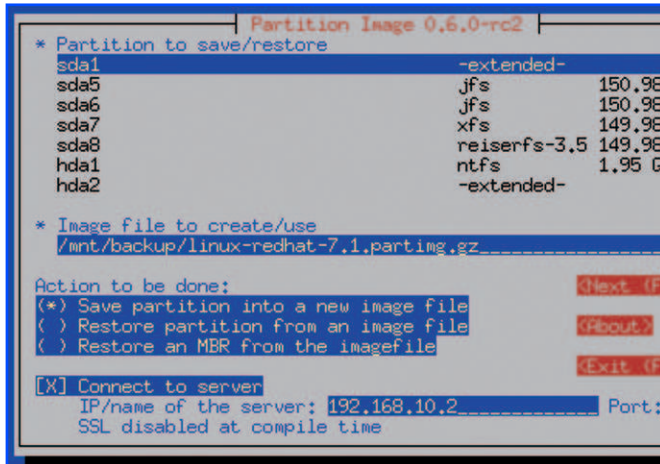 Partition Image 0.6.0-rc2
* Partition to save/restore
sda1 -extended-
sda5 jfs 150.98
sda6 jfs 150.98
sda7 xfs 149.98
sda8 reiserfs-3.5 149.98
hda1 ntfs 1.95 G
hda2 -extended-
* Image file to create/use
/mnt/backup/linux-redhat-7.1.partimg.gz
Action to be done:
<Next (F
(*) Save partition into a new image file
( ) Restore partition from an image file <About>
( ) Restore an MBR from the imagefile
<Exit (F
[X] Connect to server
IP/name of the server: 192.168.10.2_____________ Port:
SSL disabled at compile time